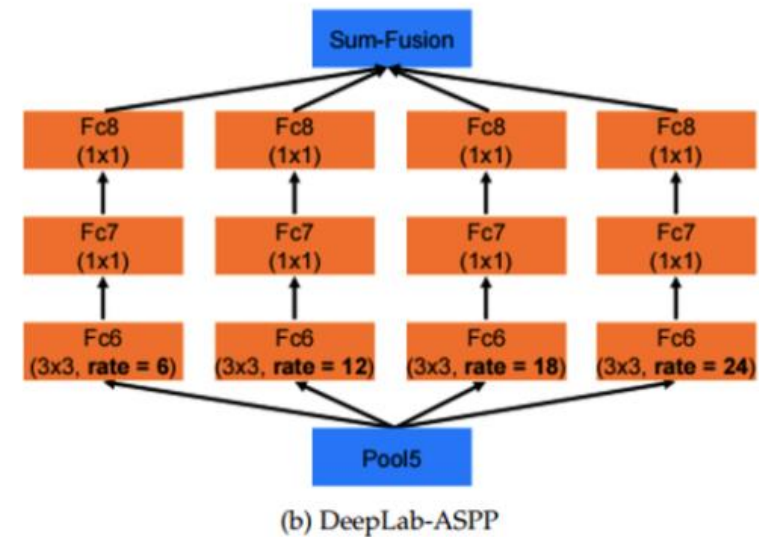 Sum-Fusion
Fc8 Fc8 Fc8 Fc8
(1x1) (1x1) (1x1) (1x1)
Fc7 Fc7 Fc7 Fc7
(1x1) (1x1) (1x1) (1x1)
Fc6 Fc6 Fc6 Fc6
(3x3, rate = 6) (3x3, rate = 12) (3x3, rate = 18) (3x3, rate = 24)
Pool5
(b) DeepLab-ASPP